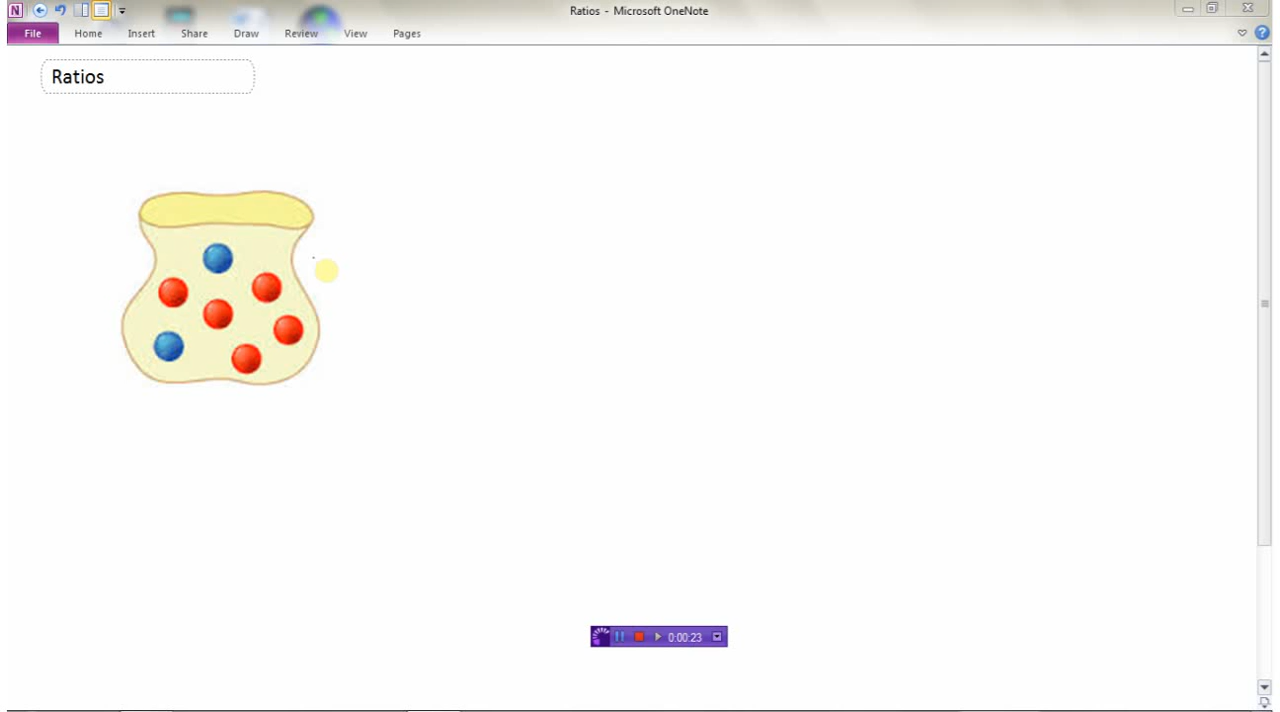 Ratios - Microsoft OneNote
File Home Insert Share Draw Review View Pages
Ratios
0:00:23